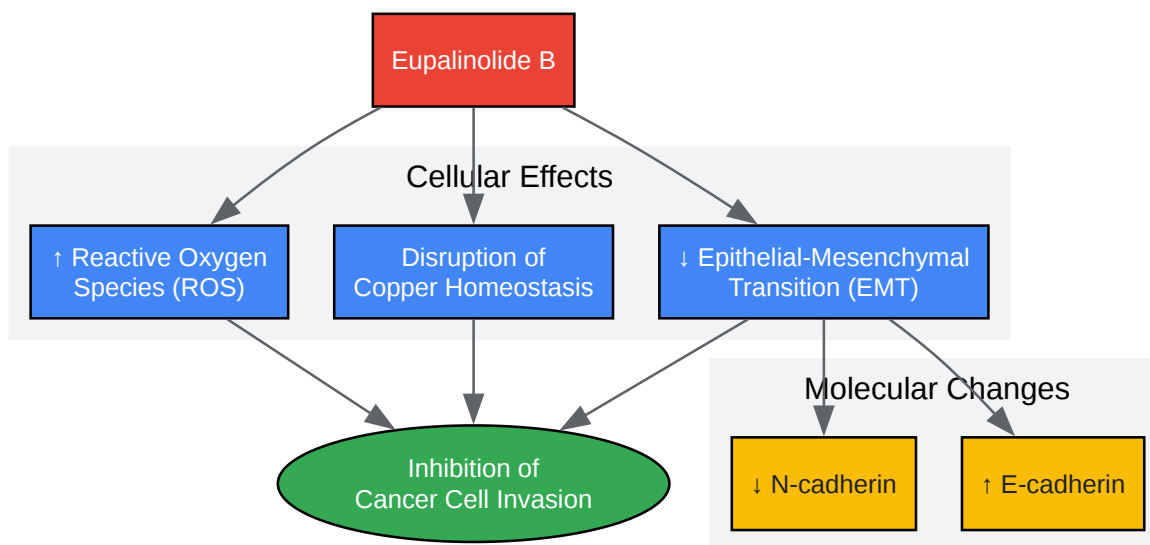 Eupalinolide B
Cellular Effects
↑ Reactive Oxygen
Species (ROS)
Disruption of
Copper Homeostasis
↓ Epithelial-Mesenchymal
Transition (EMT)
Molecular Changes
Inhibition of
Cancer Cell Invasion
↓ N-cadherin
↑ E-cadherin